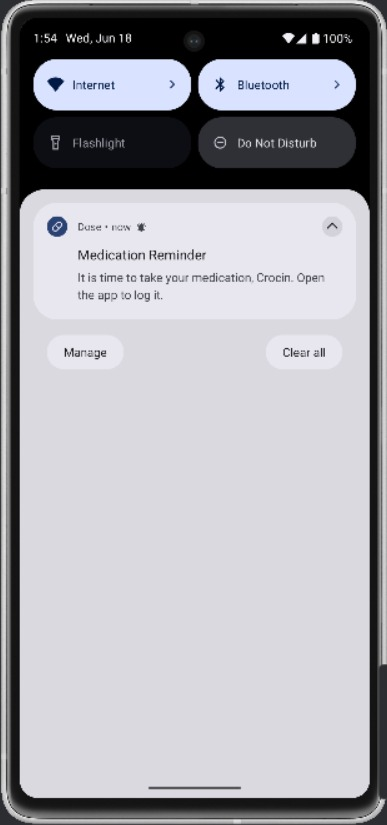 1:54 Wed, Jun 18 100%
Internet Bluetooth
Flashlight Do Not Disturb
Dose • now
Medication Reminder
It is time to take your medication, Crocin. Open
the app to log it.
Manage Clear all